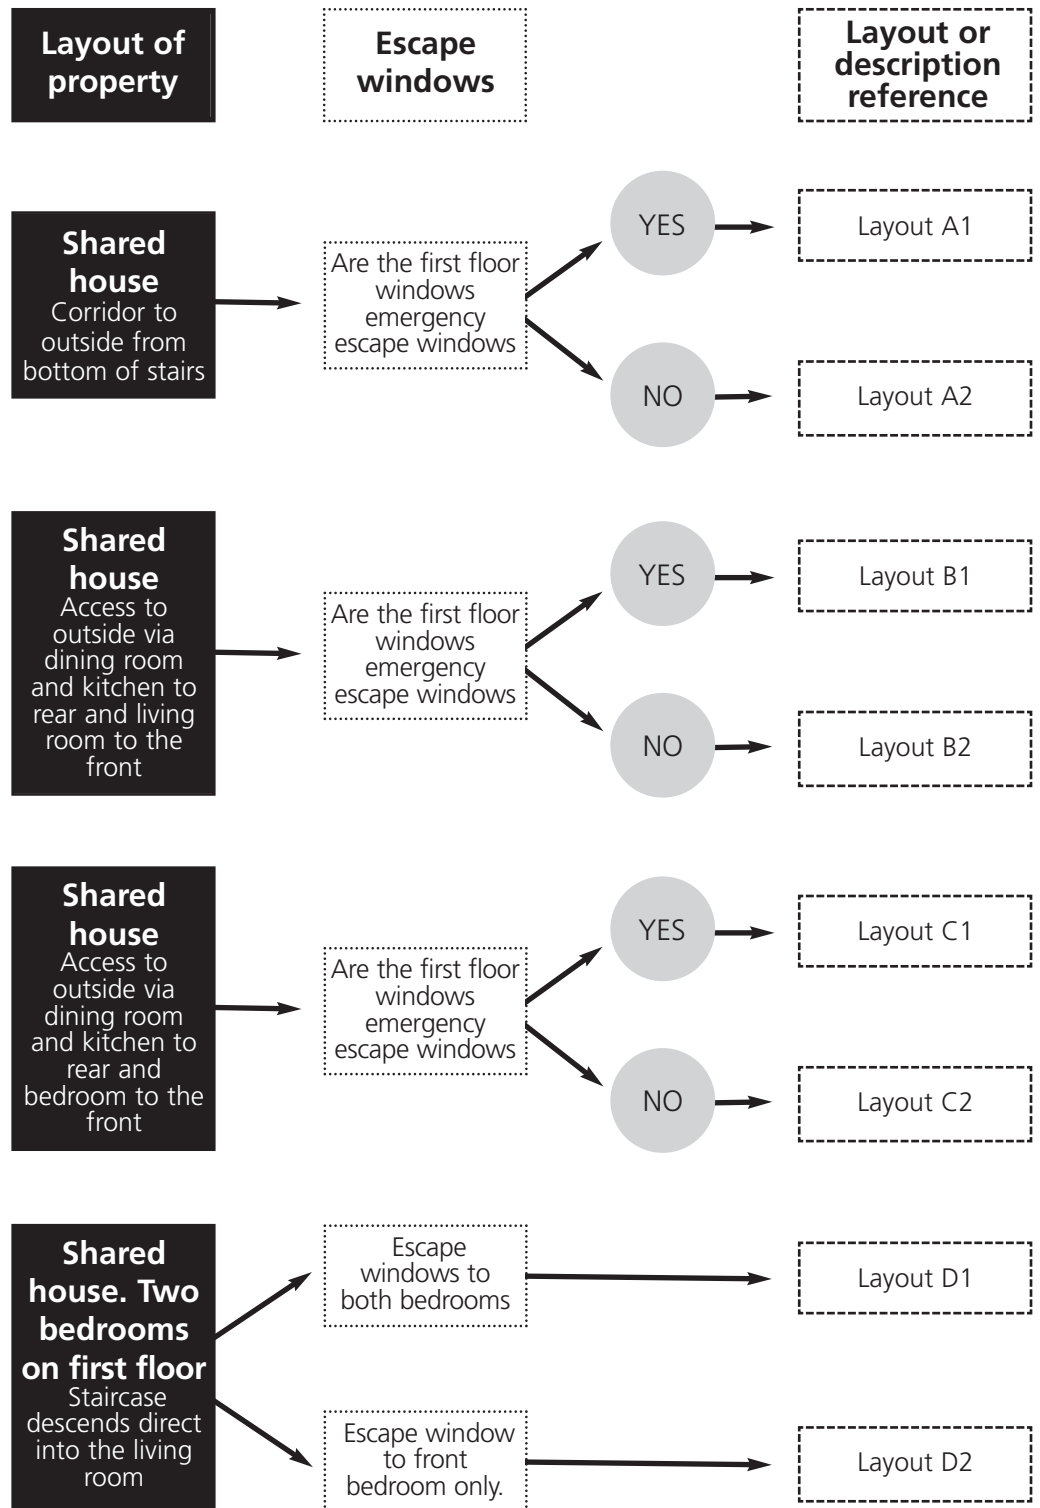 Layout of
property
Escape
windows
Layout or
description
reference
Shared
house
Corridor to
outside from
bottom of stairs
Are the first floor
windows
emergency
escape windows
YES
Layout A1
NO
Layout A2
Shared
house
Access to
outside via
dining room
and kitchen to
rear and living
room to the
front
Are the first floor
windows
emergency
escape windows
YES
Layout B1
NO
Layout B2
Shared
house
Access to
outside via
dining room
and kitchen to
rear and
bedroom to the
front
Are the first floor
windows
emergency
escape windows
YES
Layout C1
NO
Layout C2
Shared
house. Two
bedrooms
on first floor
Staircase
descends direct
into the living
room
Escape
windows to
both bedrooms
Layout D1
Escape window
to front
bedroom only.
Layout D2